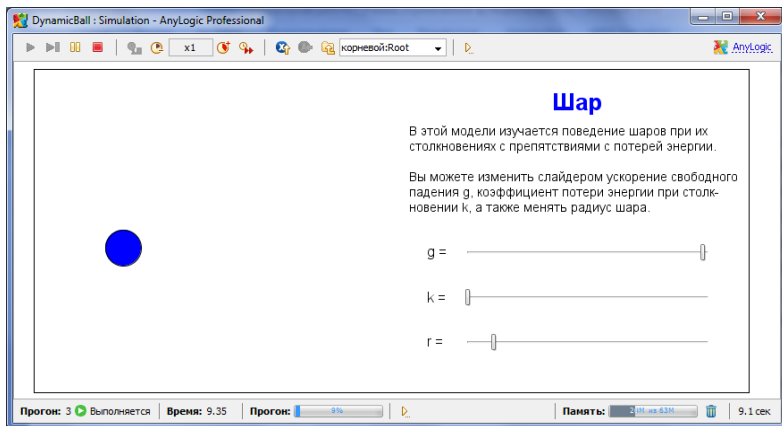 DynamicBall : Simulation - AnyLogic Professional
x1
корневой:Root
AnyLogic
Шар
В этой модели изучается поведение шаров при их
столкновениях с препятствиями с потерей энергии.
Вы можете изменить слайдером ускорение свободного
падения g, коэффициент потери энергии при столк-
новении k, а также менять радиус шара.
g =
k =
r =
Прогон: 3 Выполняется Время: 9.35 Прогон: 9% Память: из 63М 9.1 сек